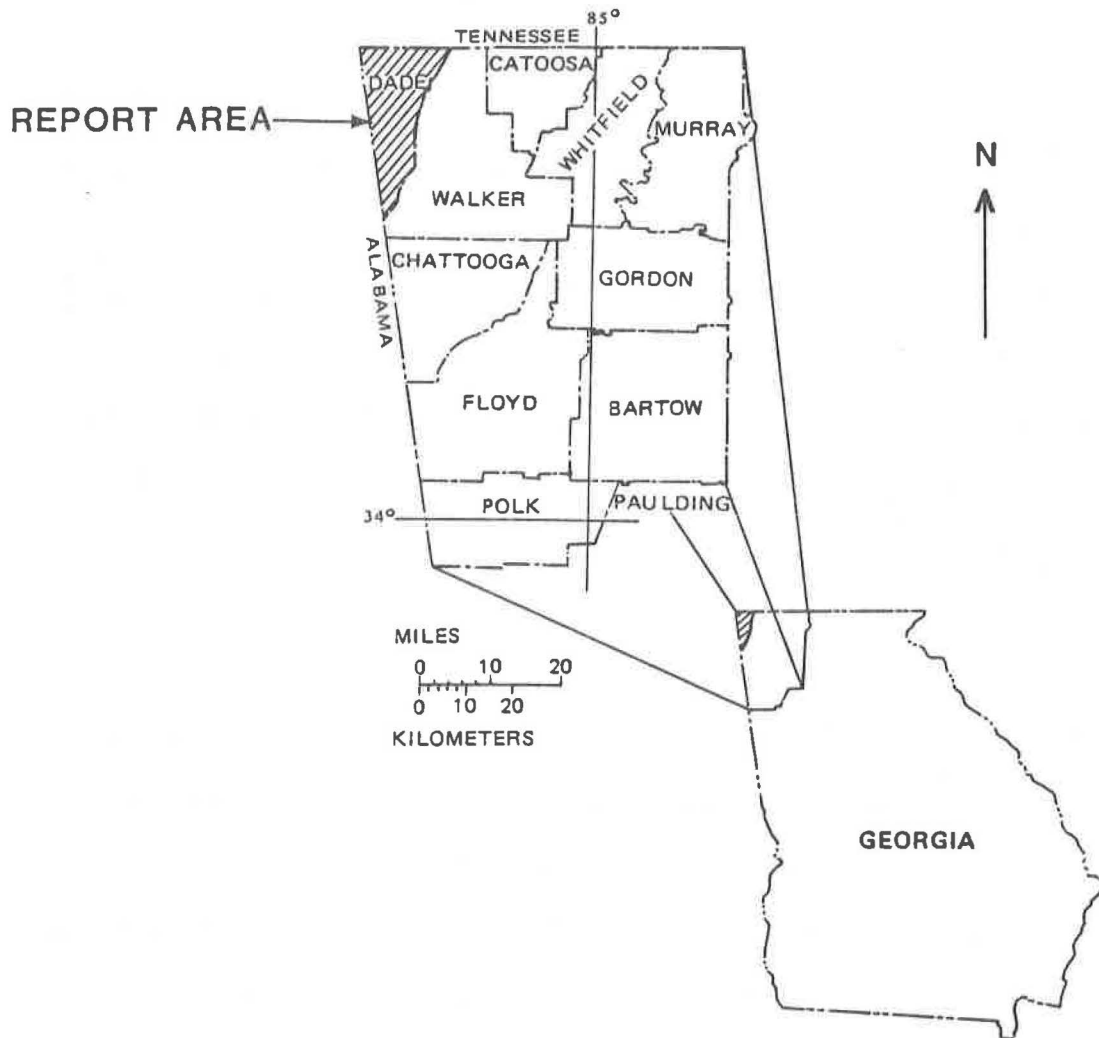 85°
TENNESSEE
CATOOSA
DADE
REPORT AREA
WHITFIELD
MURRAY
N
WALKER
ALABAMA
CHATTOOGA
GORDON
FLOYD
BARTOW
POLK
PAULDING
34°
MILES
0 10 20
0 10 20
KILOMETERS
GEORGIA